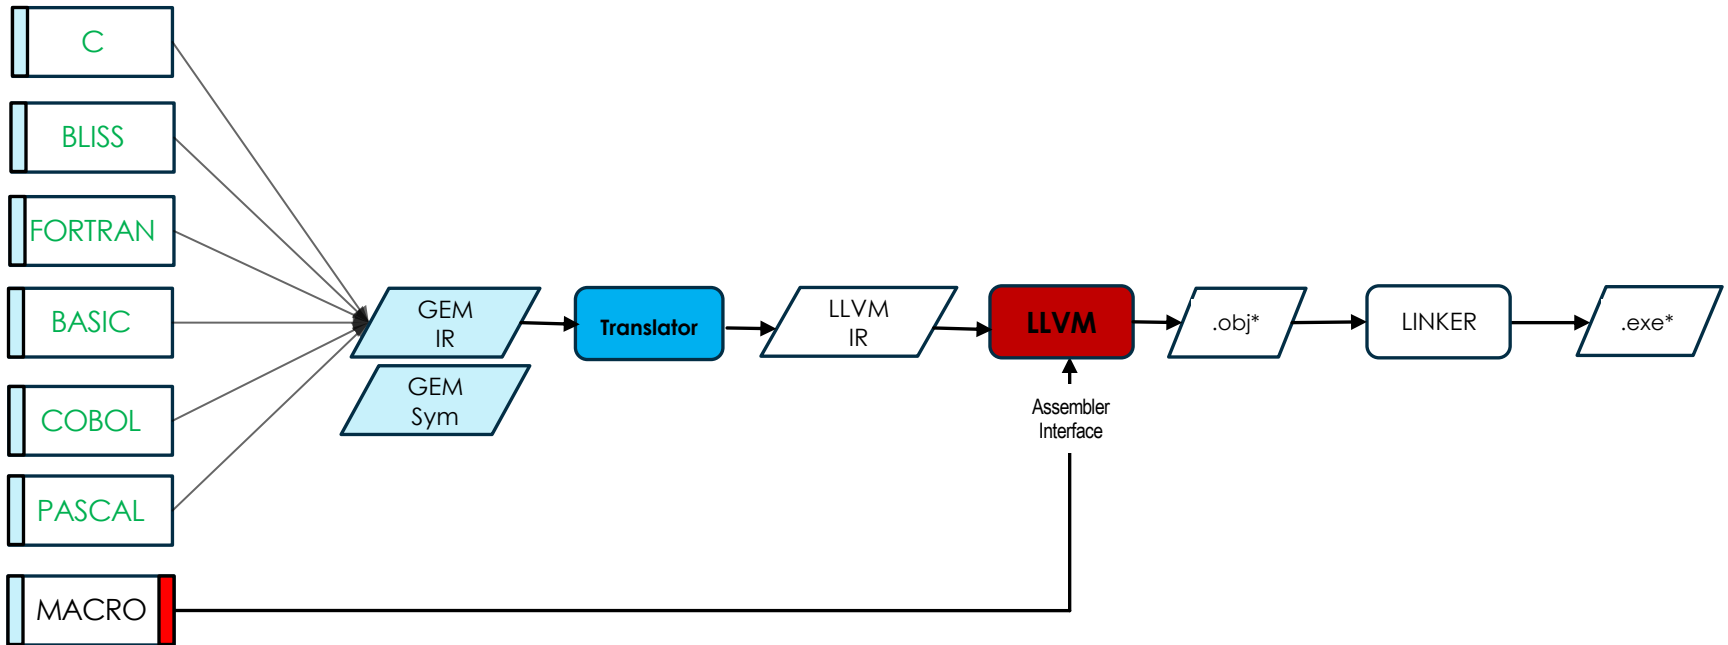 C
BLISS
FORTRAN
BASIC
COBOL
PASCAL
MACRO
GEM
IR
GEM
Sym
Translator
LLVM
IR
LLVM
Assembler
Interface
.obj*
LINKER
.exe*